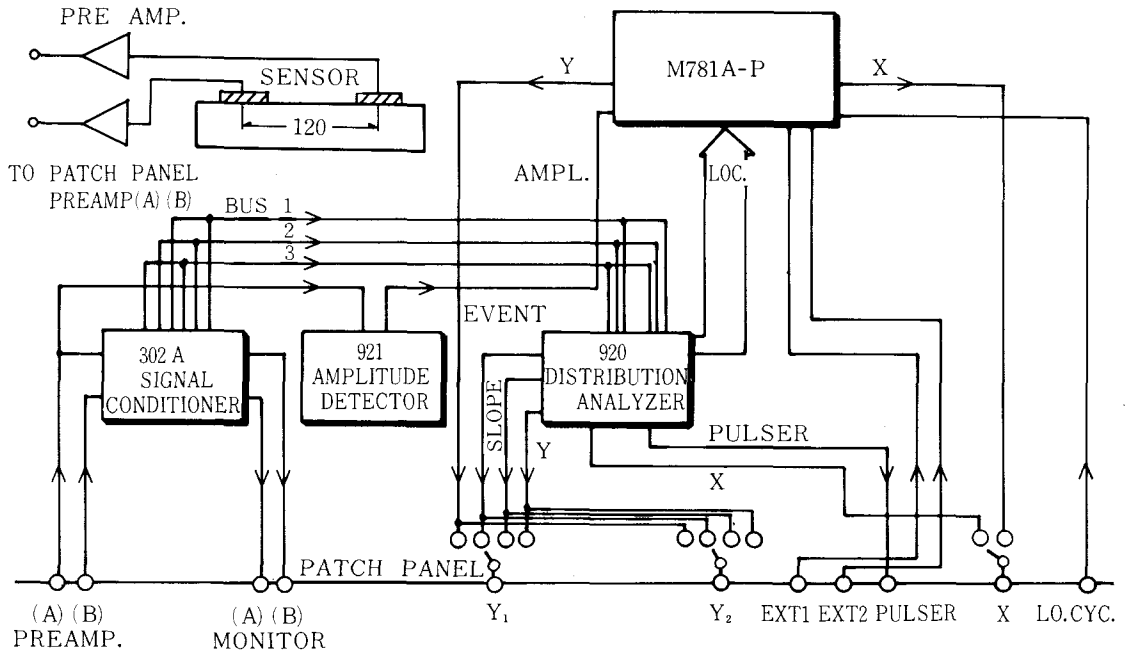 PRE AMP.
SENSOR
120
TO PATCH PANEL
PREAMP(A)(B)
M781A-P
Y
X
AMPL.
LOC.
BUS 1
2
3
EVENT
302 A
SIGNAL
CONDITIONER
921
AMPLITUDE
DETECTOR
920
DISTRIBUTION
ANALYZER
SLOPE
Y
PULSER
X
PATCH PANEL
(A) (B)
PREAMP.
(A) (B)
MONITOR
Y1
Y2
EXT1 EXT2 PULSER
X
LO.CYC.